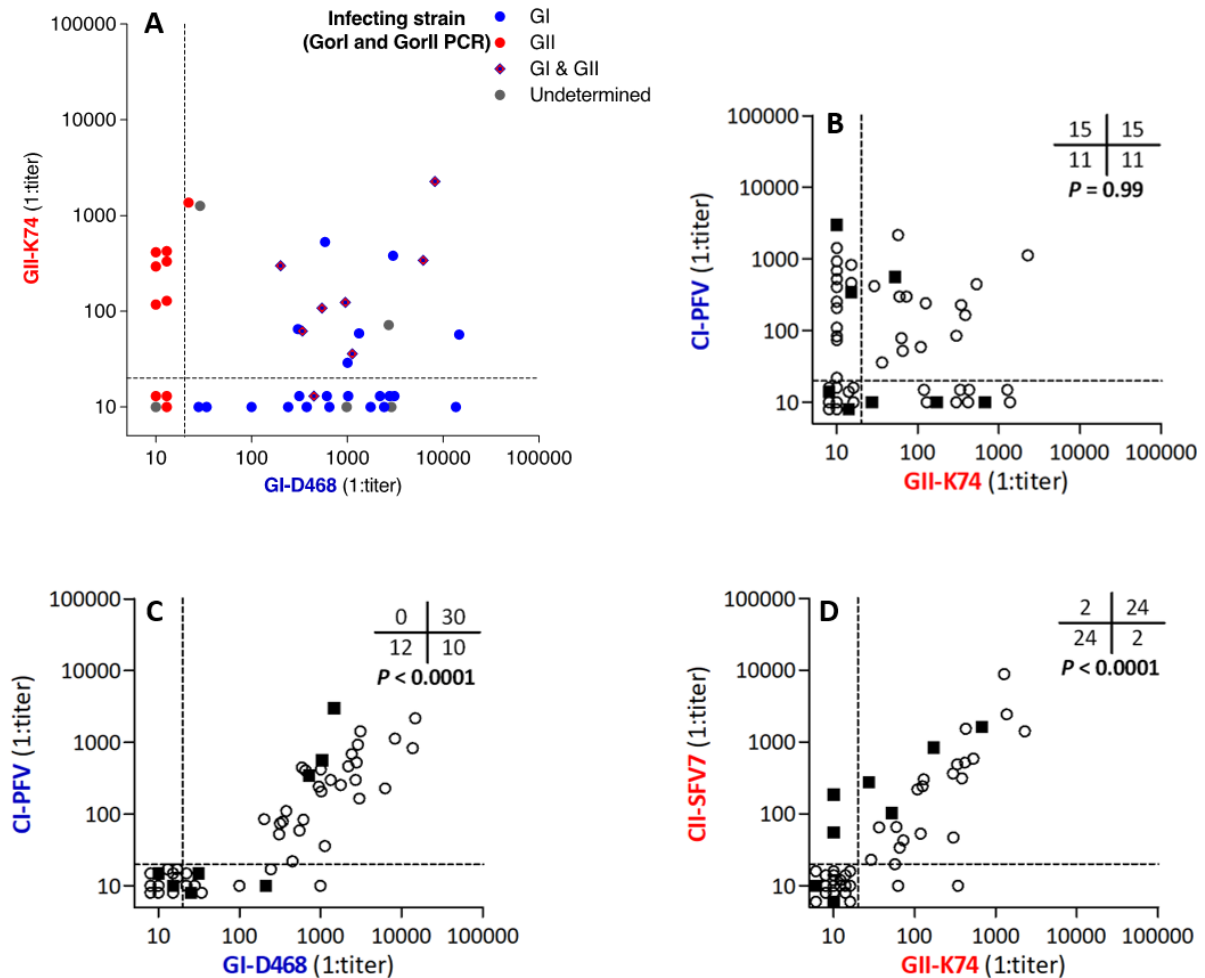 A
Infecting strain
(GorI and GorII PCR)
GI
GII
GI & GII
Undetermined
100000
10000
1000
100
10
GII-K74 (1:titer)
10 100 1000 10000 100000
GI-D468 (1:titer)
B
15 15
11 11
P = 0.99
100000
10000
1000
100
10
CI-PFV (1:titer)
10 100 1000 10000 100000
GII-K74 (1:titer)
C
0 30
12 10
P < 0.0001
100000
10000
1000
100
10
CI-PFV (1:titer)
10 100 1000 10000 100000
GI-D468 (1:titer)
D
2 24
24 2
P < 0.0001
100000
10000
1000
100
10
CII-SFV7 (1:titer)
10 100 1000 10000 100000
GII-K74 (1:titer)